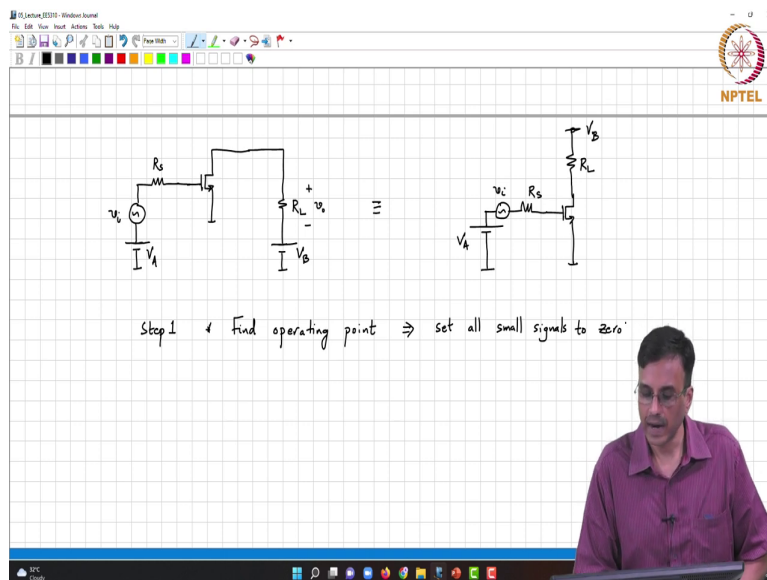 05_Lecture_EE5310 - Windows Journal
File Edit View Insert Actions Tools Help
Page Width
B I
NPTEL
Rs
vi
VA
+
RL vo
-
VB
≡
VB
RL
vi Rs
VA
Step 1 * Find operating point ⇒ set all small signals to zero
32°C
Cloudy